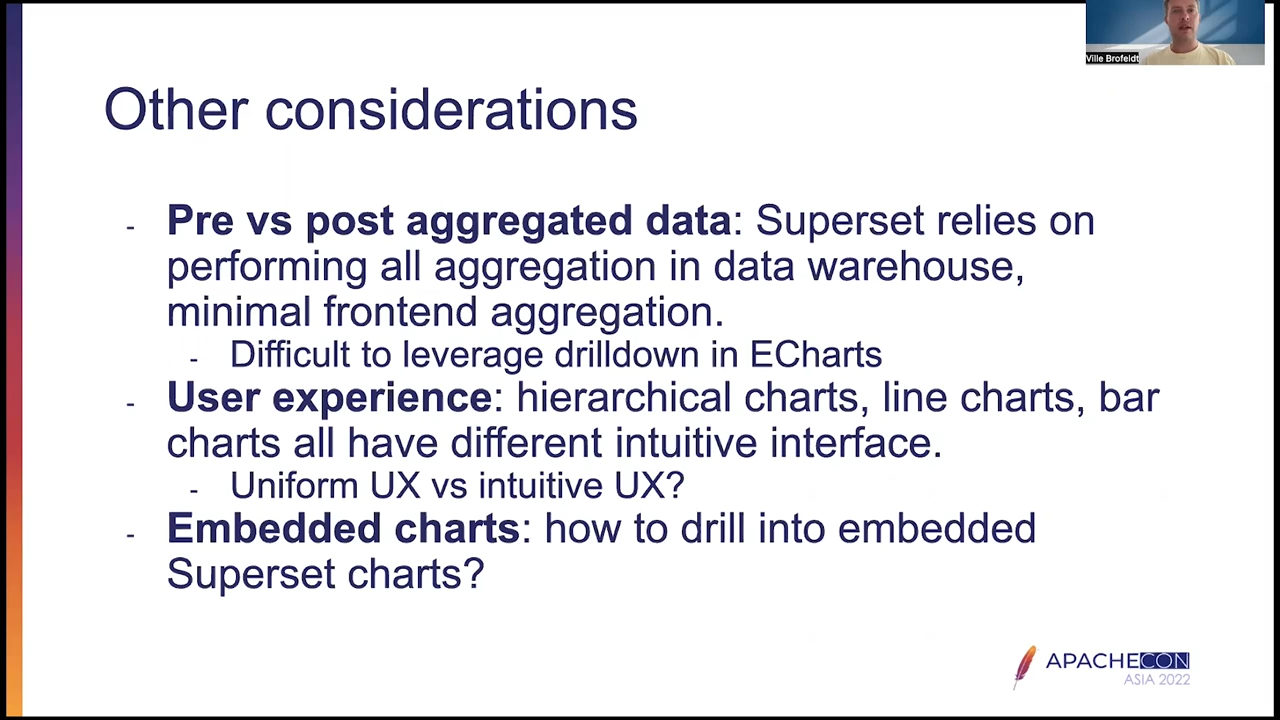 Ville Brofeldt
Other considerations
- Pre vs post aggregated data: Superset relies on
performing all aggregation in data warehouse,
minimal frontend aggregation.
- Difficult to leverage drilldown in ECharts
- User experience: hierarchical charts, line charts, bar
charts all have different intuitive interface.
- Uniform UX vs intuitive UX?
- Embedded charts: how to drill into embedded
Superset charts?
APACHECON
ASIA 2022